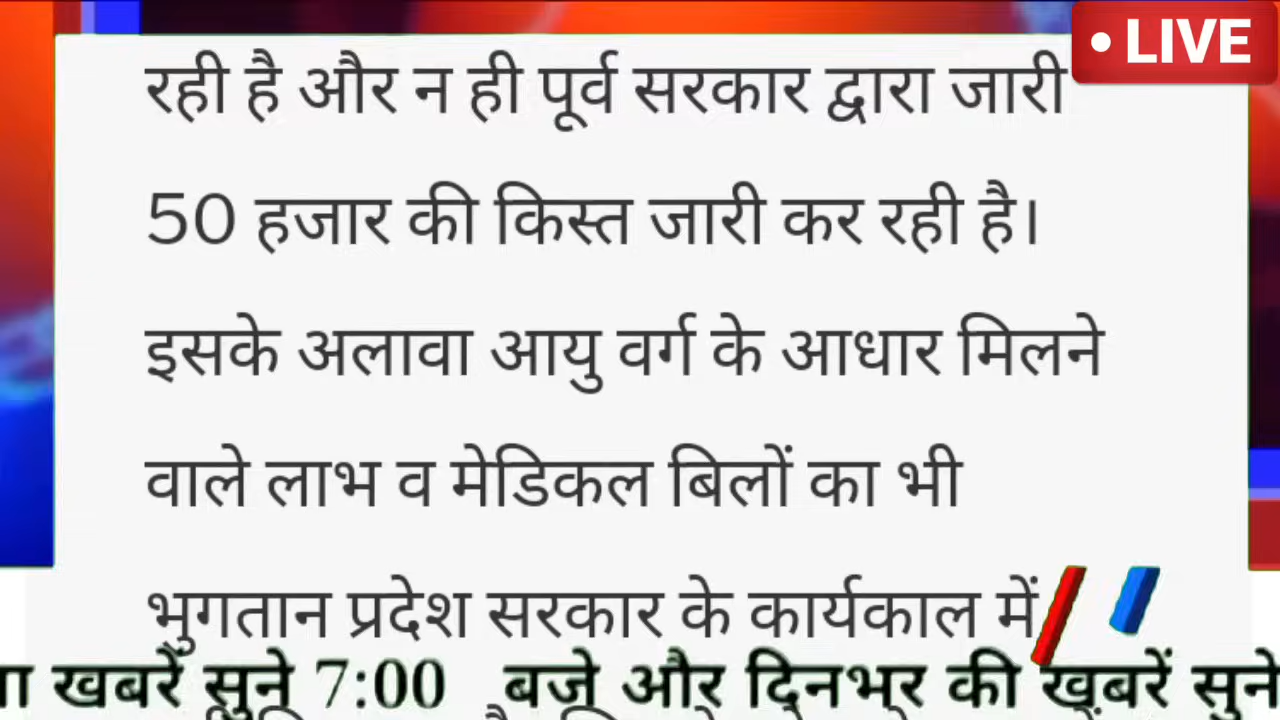 LIVE
रही है और न ही पूर्व सरकार द्वारा जारी
50 हजार की किस्त जारी कर रही है।
इसके अलावा आयु वर्ग के आधार मिलने
वाले लाभ व मेडिकल बिलों का भी
भुगतान प्रदेश सरकार के कार्यकाल में
खबरें सुने 7:00 बजे और दिनभर की खबरें सुने